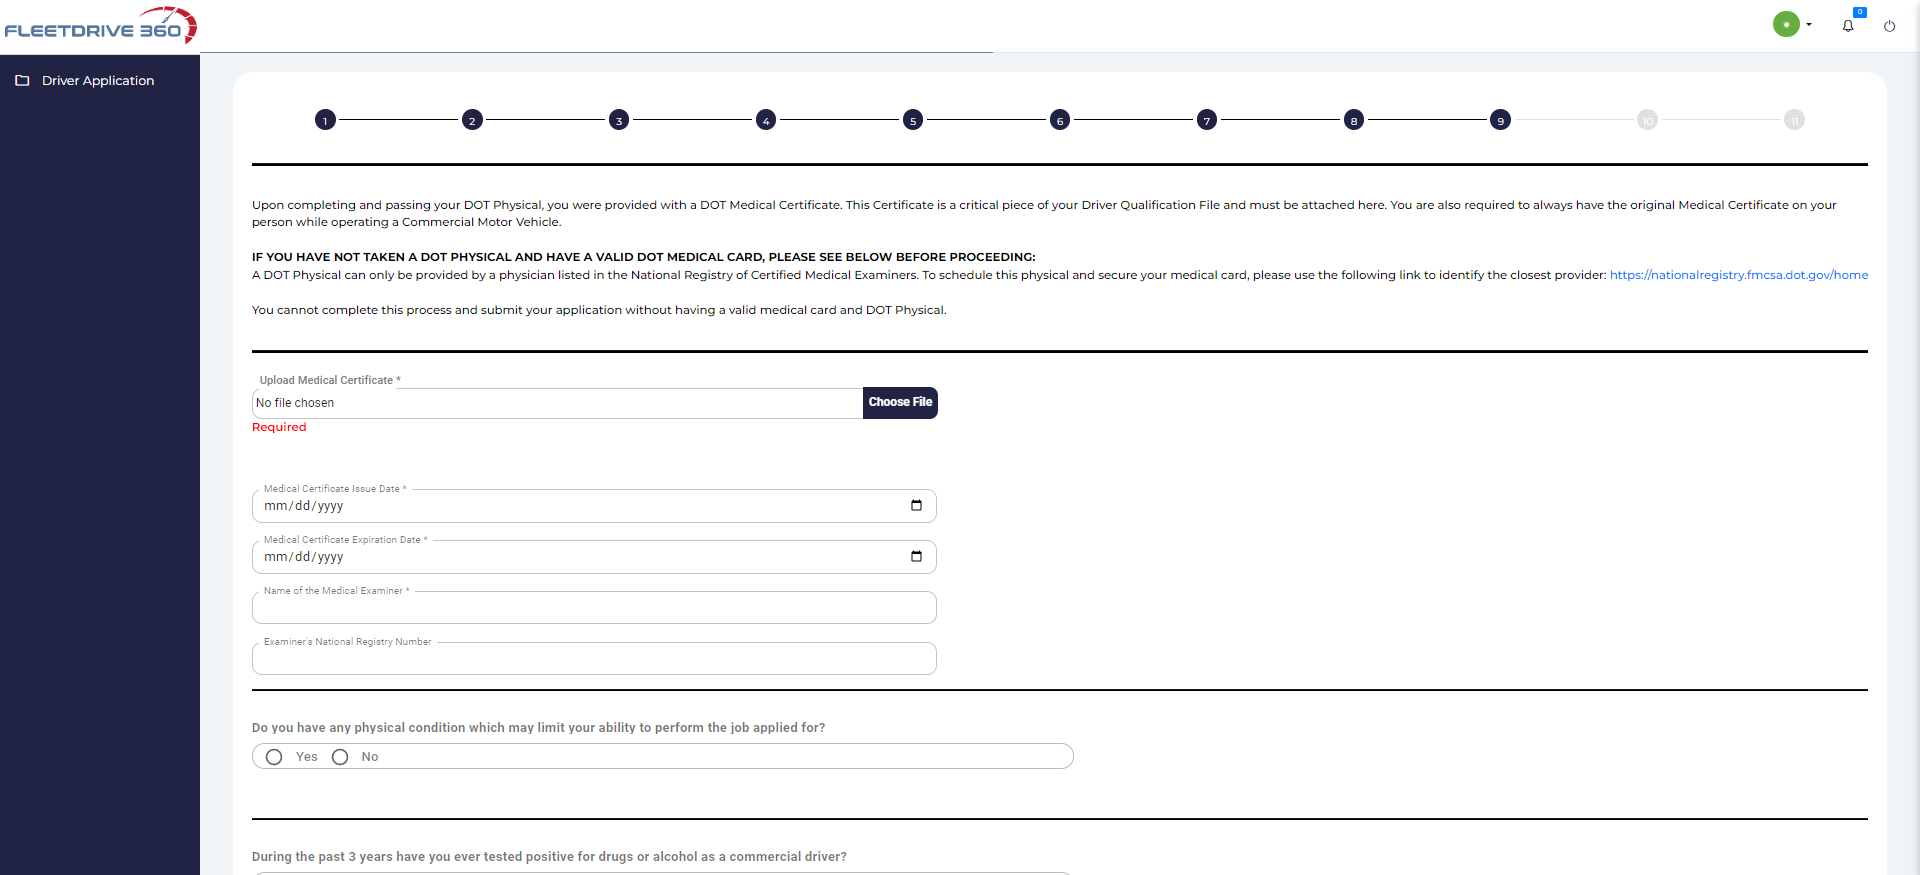 FLEETDRIVE 360
0
Driver Application
1 2 3 4 5 6 7 8 9 10 11
Upon completing and passing your DOT Physical, you were provided with a DOT Medical Certificate. This Certificate is a critical piece of your Driver Qualification File and must be attached here. You are also required to always have the original Medical Certificate on your
person while operating a Commercial Motor Vehicle.
IF YOU HAVE NOT TAKEN A DOT PHYSICAL AND HAVE A VALID DOT MEDICAL CARD, PLEASE SEE BELOW BEFORE PROCEEDING:
A DOT Physical can only be provided by a physician listed in the National Registry of Certified Medical Examiners. To schedule this physical and secure your medical card, please use the following link to identify the closest provider: https://nationalregistry.fmcsa.dot.gov/home
You cannot complete this process and submit your application without having a valid medical card and DOT Physical.
Upload Medical Certificate *
No file chosen Choose File
Required
Medical Certificate Issue Date *
mm/dd/yyyy
Medical Certificate Expiration Date *
mm/dd/yyyy
Name of the Medical Examiner *
Examiner's National Registry Number
Do you have any physical condition which may limit your ability to perform the job applied for?
Yes No
During the past 3 years have you ever tested positive for drugs or alcohol as a commercial driver?